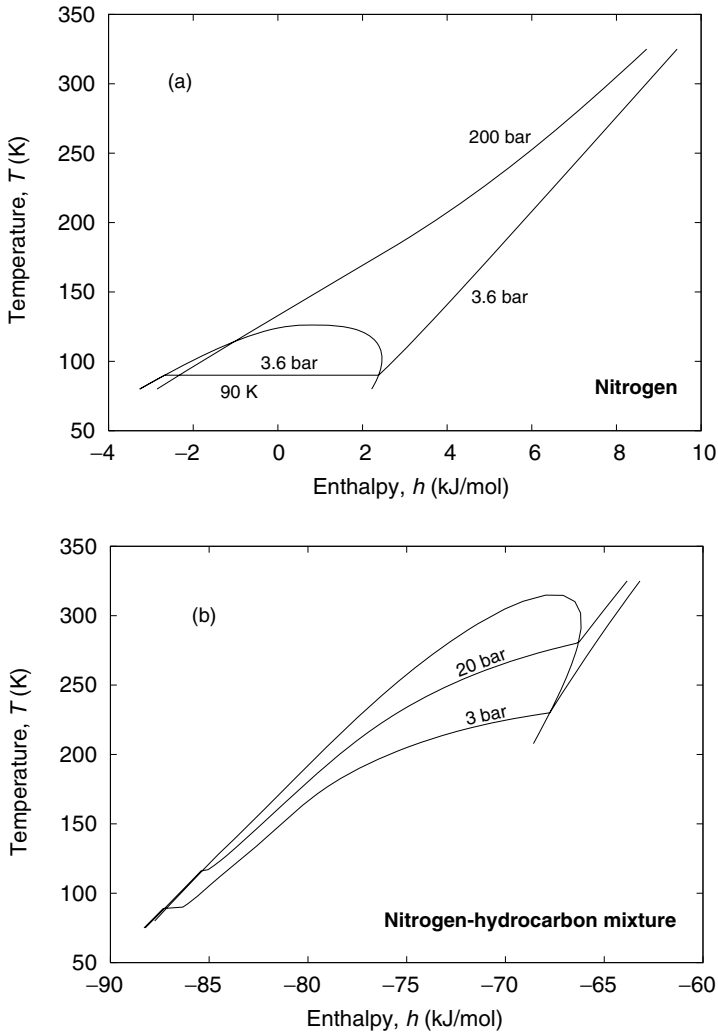 350
300
250
200
150
100
50
Temperature, T (K)
(a)
200 bar
3.6 bar
3.6 bar
90 K
Nitrogen
−4
−2
0
2
4
6
8
10
Enthalpy, h (kJ/mol)
350
300
250
200
150
100
50
Temperature, T (K)
(b)
20 bar
3 bar
Nitrogen-hydrocarbon mixture
−90
−85
−80
−75
−70
−65
−60
Enthalpy, h (kJ/mol)